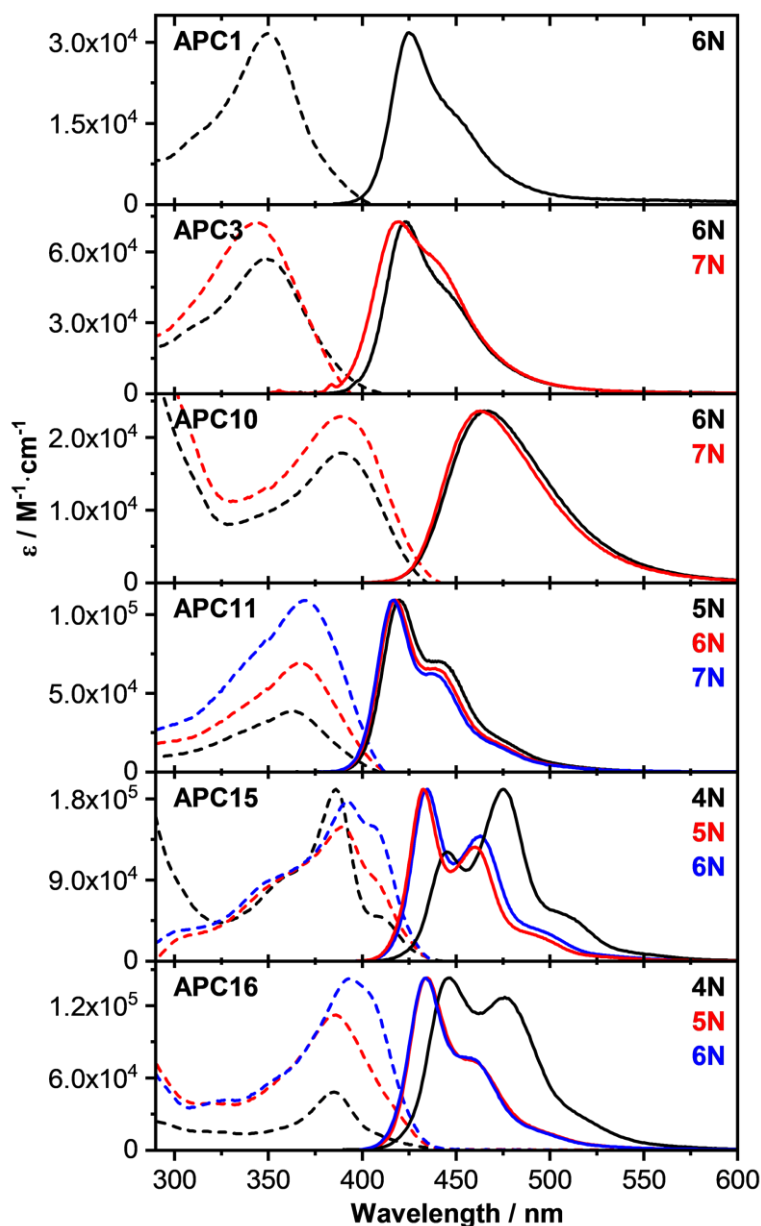 3.0x10⁴
1.5x10⁴
0
APC1
6N
6.0x10⁴
3.0x10⁴
0
APC3
6N
7N
2.0x10⁴
1.0x10⁴
0
APC10
6N
7N
1.0x10⁵
5.0x10⁴
0
APC11
5N
6N
7N
1.8x10⁵
9.0x10⁴
0
APC15
4N
5N
6N
1.2x10⁵
6.0x10⁴
0
APC16
4N
5N
6N
ε / M⁻¹·cm⁻¹
300 350 400 450 500 550 600
Wavelength / nm